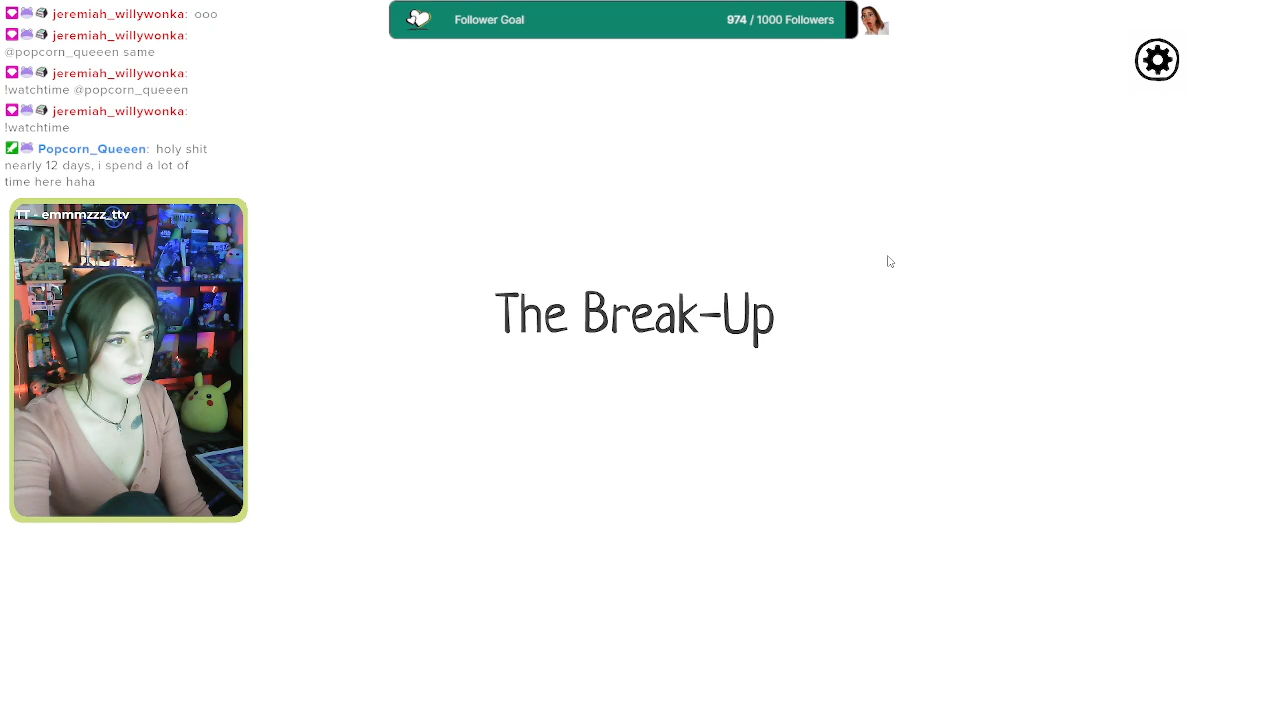 jeremiah_willywonka: ooo
jeremiah_willywonka:
@popcorn_queeen same
jeremiah_willywonka:
!watchtime @popcorn_queeen
jeremiah_willywonka:
!watchtime
Popcorn_Queeen: holy shit
nearly 12 days, i spend a lot of
time here haha
Follower Goal 974 / 1000 Followers
TT - emmmzzz_ttv
The Break-Up